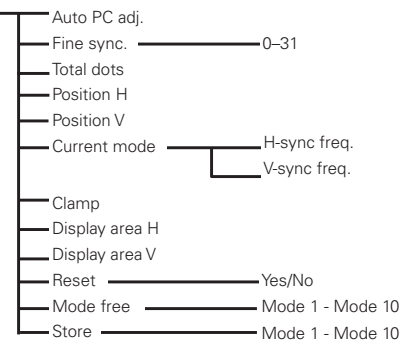 Auto PC adj.
Fine sync. 0–31
Total dots
Position H
Position V
Current mode H-sync freq.
V-sync freq.
Clamp
Display area H
Display area V
Reset Yes/No
Mode free Mode 1 - Mode 10
Store Mode 1 - Mode 10